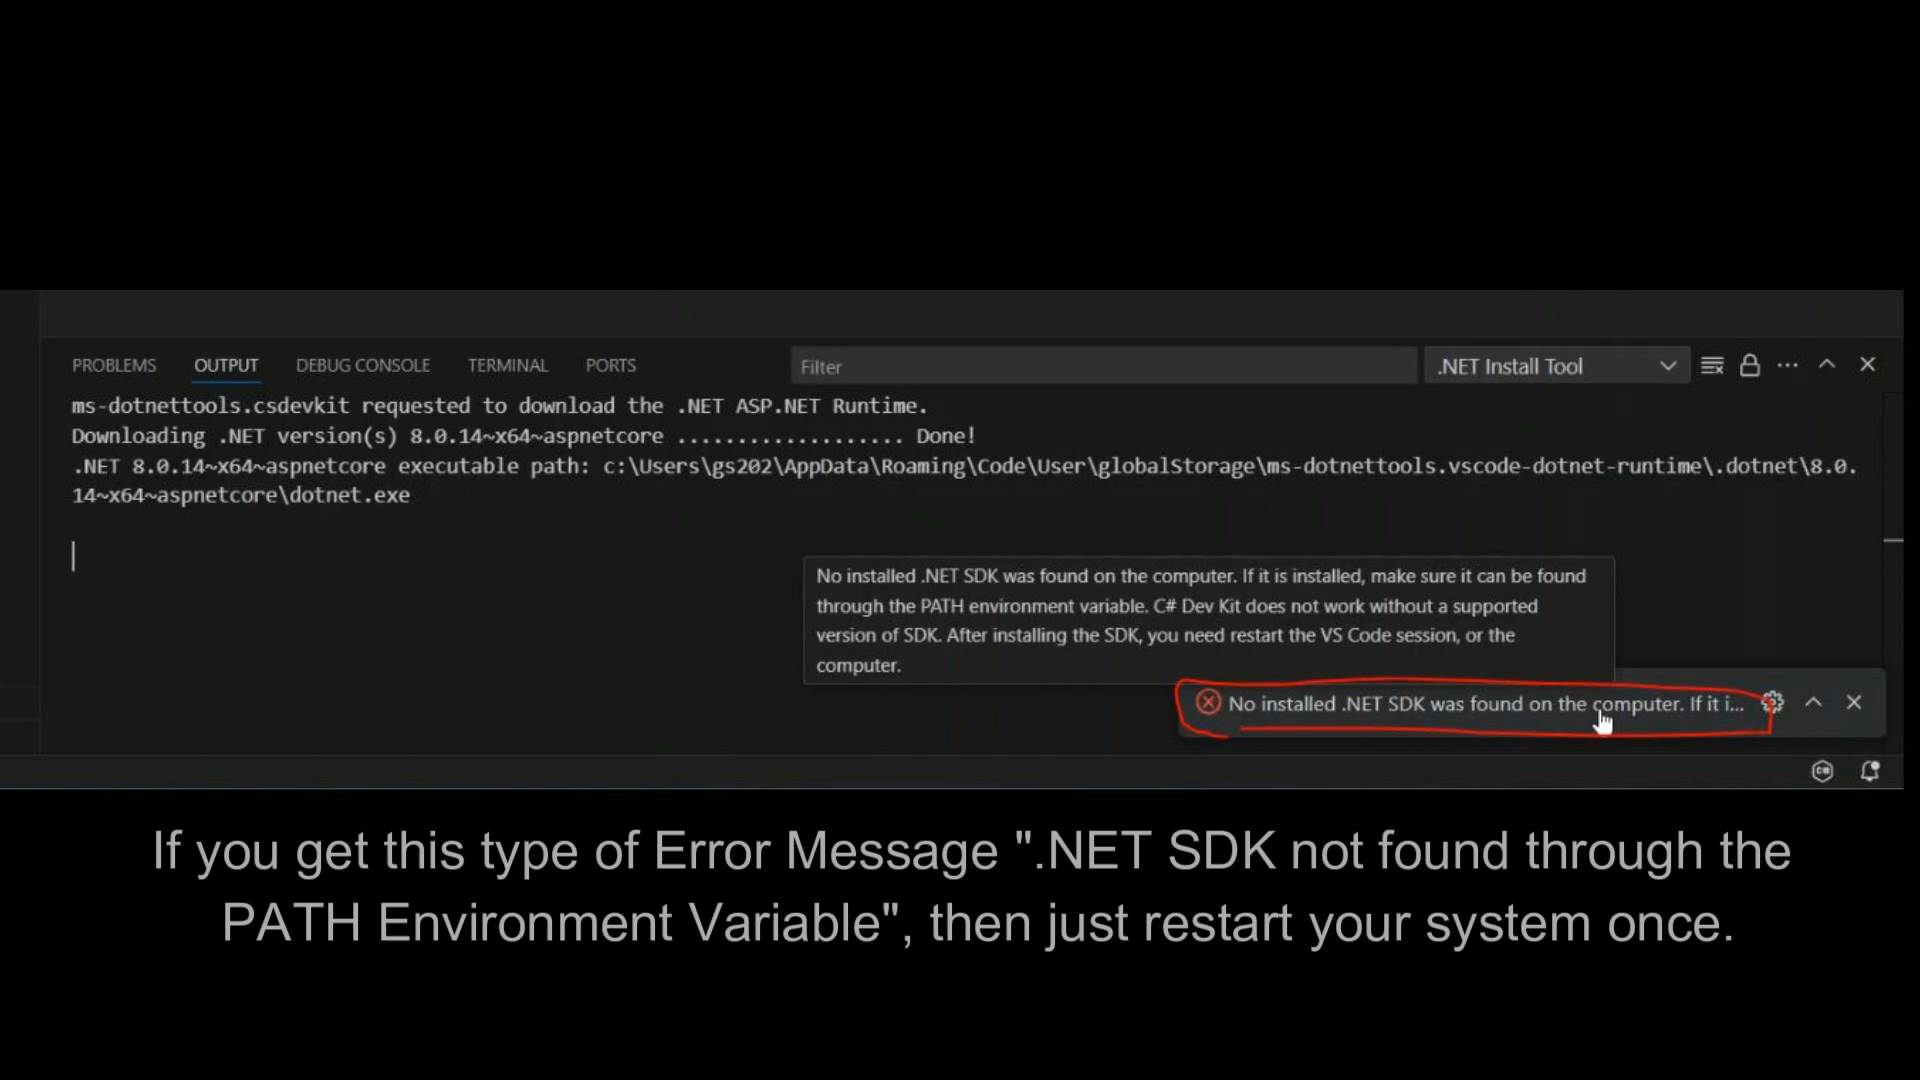 PROBLEMS OUTPUT DEBUG CONSOLE TERMINAL PORTS Filter .NET Install Tool
ms-dotnettools.csdevkit requested to download the .NET ASP.NET Runtime.
Downloading .NET version(s) 8.0.14~x64~aspnetcore ................... Done!
.NET 8.0.14~x64~aspnetcore executable path: c:\Users\gs202\AppData\Roaming\Code\User\globalStorage\ms-dotnettools.vscode-dotnet-runtime\.dotnet\8.0.
14~x64~aspnetcore\dotnet.exe
No installed .NET SDK was found on the computer. If it is installed, make sure it can be found
through the PATH environment variable. C# Dev Kit does not work without a supported
version of SDK. After installing the SDK, you need restart the VS Code session, or the
computer.
No installed .NET SDK was found on the computer. If it i...
If you get this type of Error Message ".NET SDK not found through the
PATH Environment Variable", then just restart your system once.